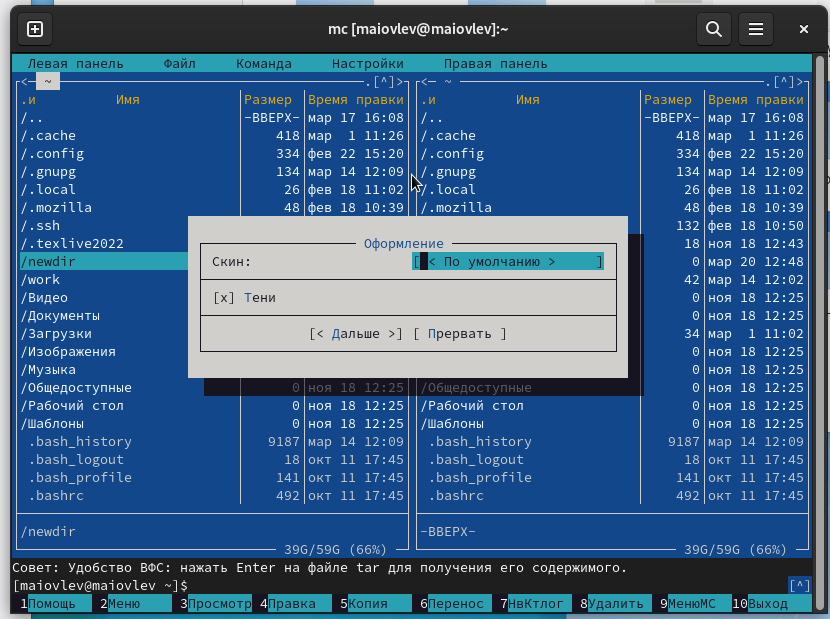 mc [maiovlev@maiovlev]:~
Левая панель Файл Команда Настройки Правая панель
<- ~ .[^]> <- ~ .[^]>
.и Имя Размер Время правки .и Имя Размер Время правки
/.. -ВВЕРХ- мар 17 16:08 /.. -ВВЕРХ- мар 17 16:08
/.cache 418 мар 1 11:26 /.cache 418 мар 1 11:26
/.config 334 фев 22 15:20 /.config 334 фев 22 15:20
/.gnupg 134 мар 14 12:09 /.gnupg 134 мар 14 12:09
/.local 26 фев 18 11:02 /.local 26 фев 18 11:02
/.mozilla 48 фев 18 10:39 /.mozilla 48 фев 18 10:39
/.ssh 132 фев 18 10:50
/.texlive2022 Оформление 18 ноя 18 12:43
/newdir Скин: [ < По умолчанию > ] 0 мар 20 12:48
/work 42 мар 14 12:02
/Видео [x] Тени 0 ноя 18 12:25
/Документы 0 ноя 18 12:25
/Загрузки [< Дальше >] [ Прервать ] 34 мар 1 11:02
/Изображения 0 ноя 18 12:25
/Музыка 0 ноя 18 12:25
/Общедоступные 0 ноя 18 12:25 /Общедоступные 0 ноя 18 12:25
/Рабочий стол 0 ноя 18 12:25 /Рабочий стол 0 ноя 18 12:25
/Шаблоны 0 ноя 18 12:25 /Шаблоны 0 ноя 18 12:25
.bash_history 9187 мар 14 12:09 .bash_history 9187 мар 14 12:09
.bash_logout 18 окт 11 17:45 .bash_logout 18 окт 11 17:45
.bash_profile 141 окт 11 17:45 .bash_profile 141 окт 11 17:45
.bashrc 492 окт 11 17:45 .bashrc 492 окт 11 17:45
/newdir -ВВЕРХ-
39G/59G (66%) 39G/59G (66%)
Совет: Удобство ВФС: нажать Enter на файле tar для получения его содержимого.
[maiovlev@maiovlev ~]$ [^]
1Помощь 2Меню 3Просмотр 4Правка 5Копия 6Перенос 7НвКтлог 8Удалить 9МенюМС 10Выход